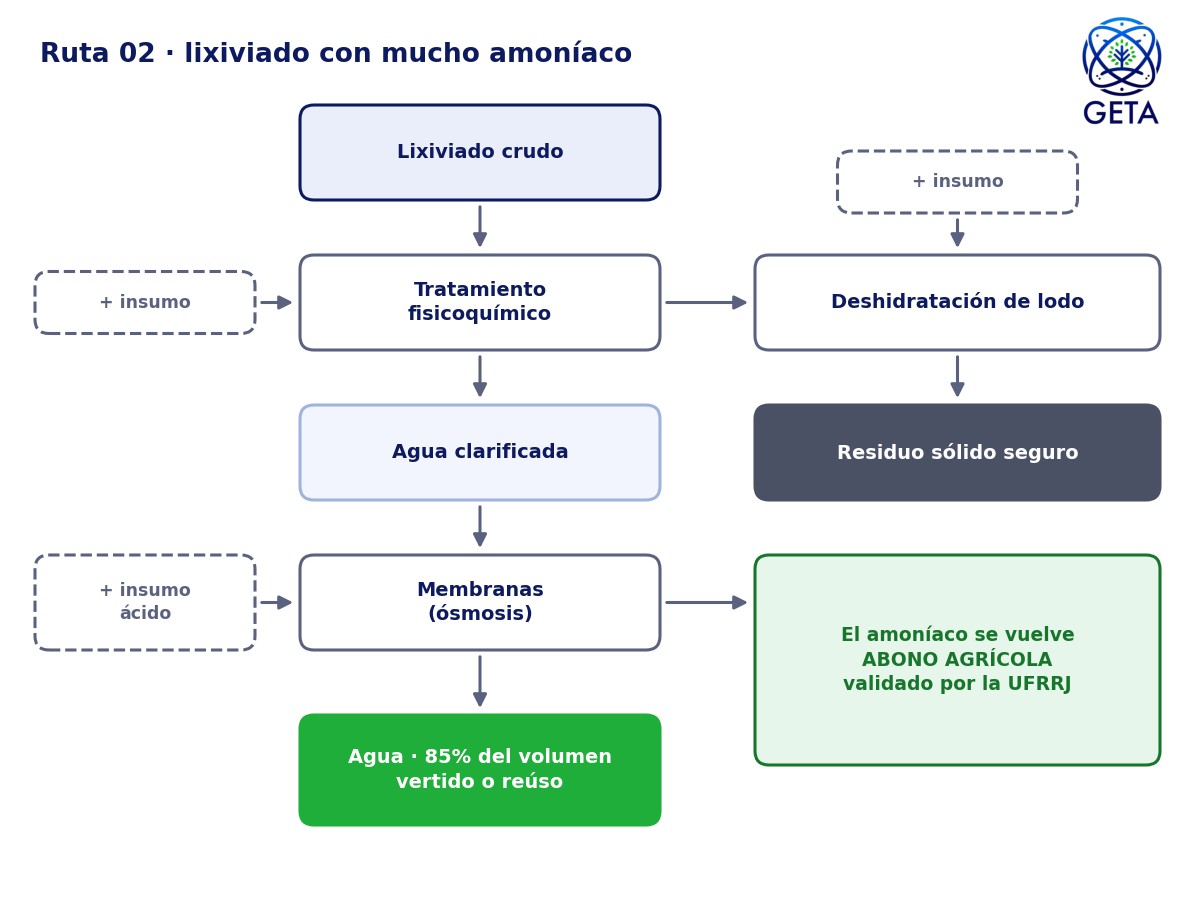 Ruta 02 · lixiviado con mucho amoníaco
GETA
Lixiviado crudo
+ insumo
+ insumo
Tratamiento
fisicoquímico
Deshidratación de lodo
Agua clarificada
Residuo sólido seguro
+ insumo
ácido
Membranas
(ósmosis)
El amoníaco se vuelve
ABONO AGRÍCOLA
validado por la UFRRJ
Agua · 85% del volumen
vertido o reúso